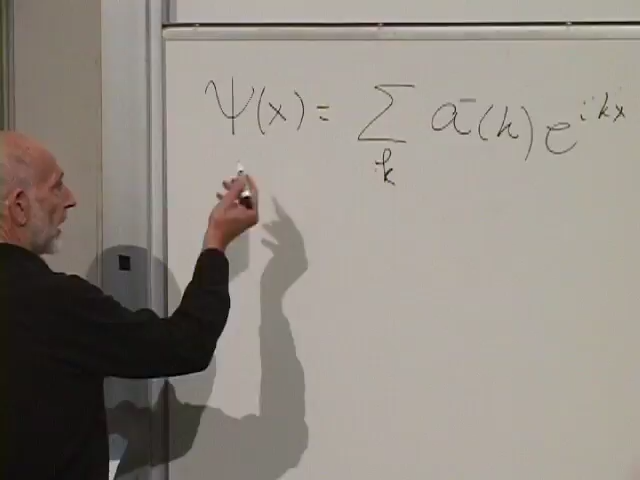 Ψ(x) = ∑ₖ a⁻(k) e^{ikx}